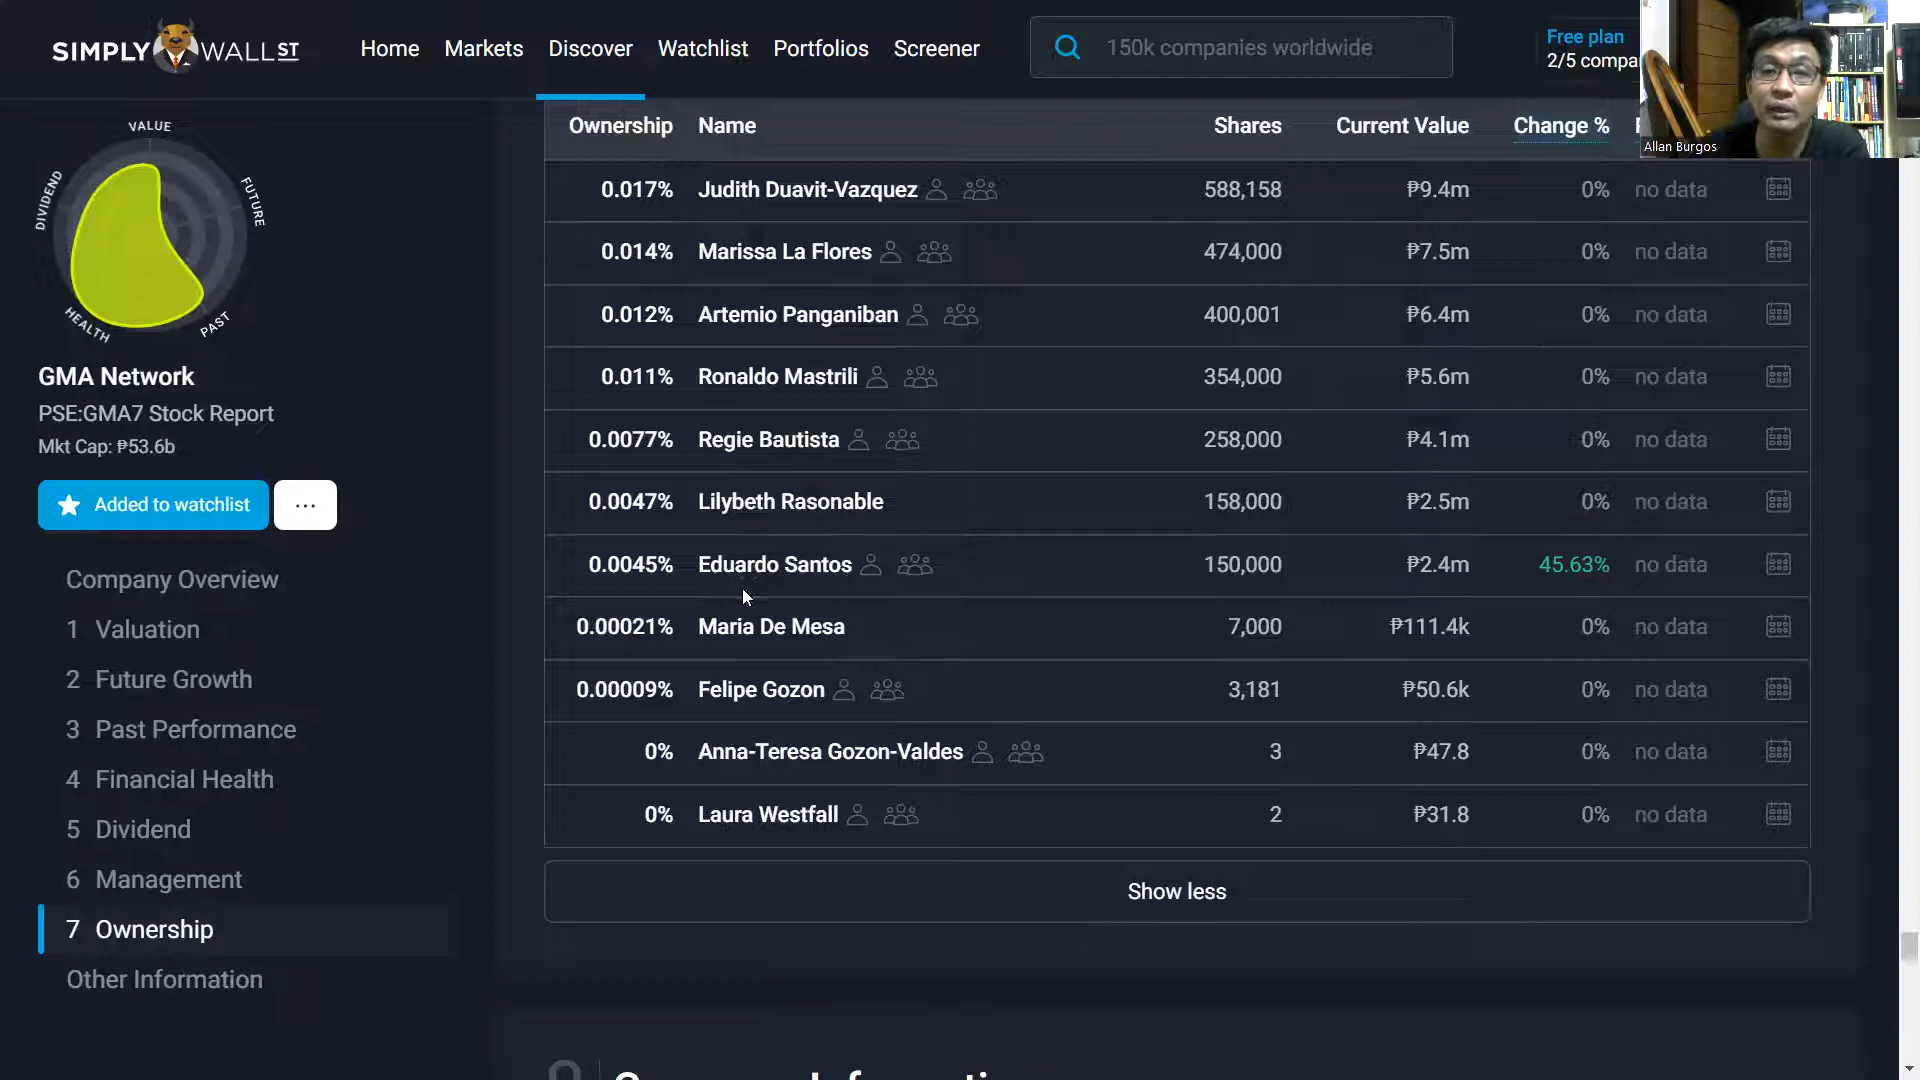 SIMPLY WALL ST
Home Markets Discover Watchlist Portfolios Screener
150k companies worldwide
Free plan
2/5 compa
Allan Burgos
VALUE
FUTURE
PAST
HEALTH
DIVIDEND
GMA Network
PSE:GMA7 Stock Report
Mkt Cap: ₱53.6b
Added to watchlist
...
Company Overview
1 Valuation
2 Future Growth
3 Past Performance
4 Financial Health
5 Dividend
6 Management
7 Ownership
Other Information
Ownership Name Shares Current Value Change %
0.017% Judith Duavit-Vazquez 588,158 ₱9.4m 0% no data
0.014% Marissa La Flores 474,000 ₱7.5m 0% no data
0.012% Artemio Panganiban 400,001 ₱6.4m 0% no data
0.011% Ronaldo Mastrili 354,000 ₱5.6m 0% no data
0.0077% Regie Bautista 258,000 ₱4.1m 0% no data
0.0047% Lilybeth Rasonable 158,000 ₱2.5m 0% no data
0.0045% Eduardo Santos 150,000 ₱2.4m 45.63% no data
0.00021% Maria De Mesa 7,000 ₱111.4k 0% no data
0.00009% Felipe Gozon 3,181 ₱50.6k 0% no data
0% Anna-Teresa Gozon-Valdes 3 ₱47.8 0% no data
0% Laura Westfall 2 ₱31.8 0% no data
Show less